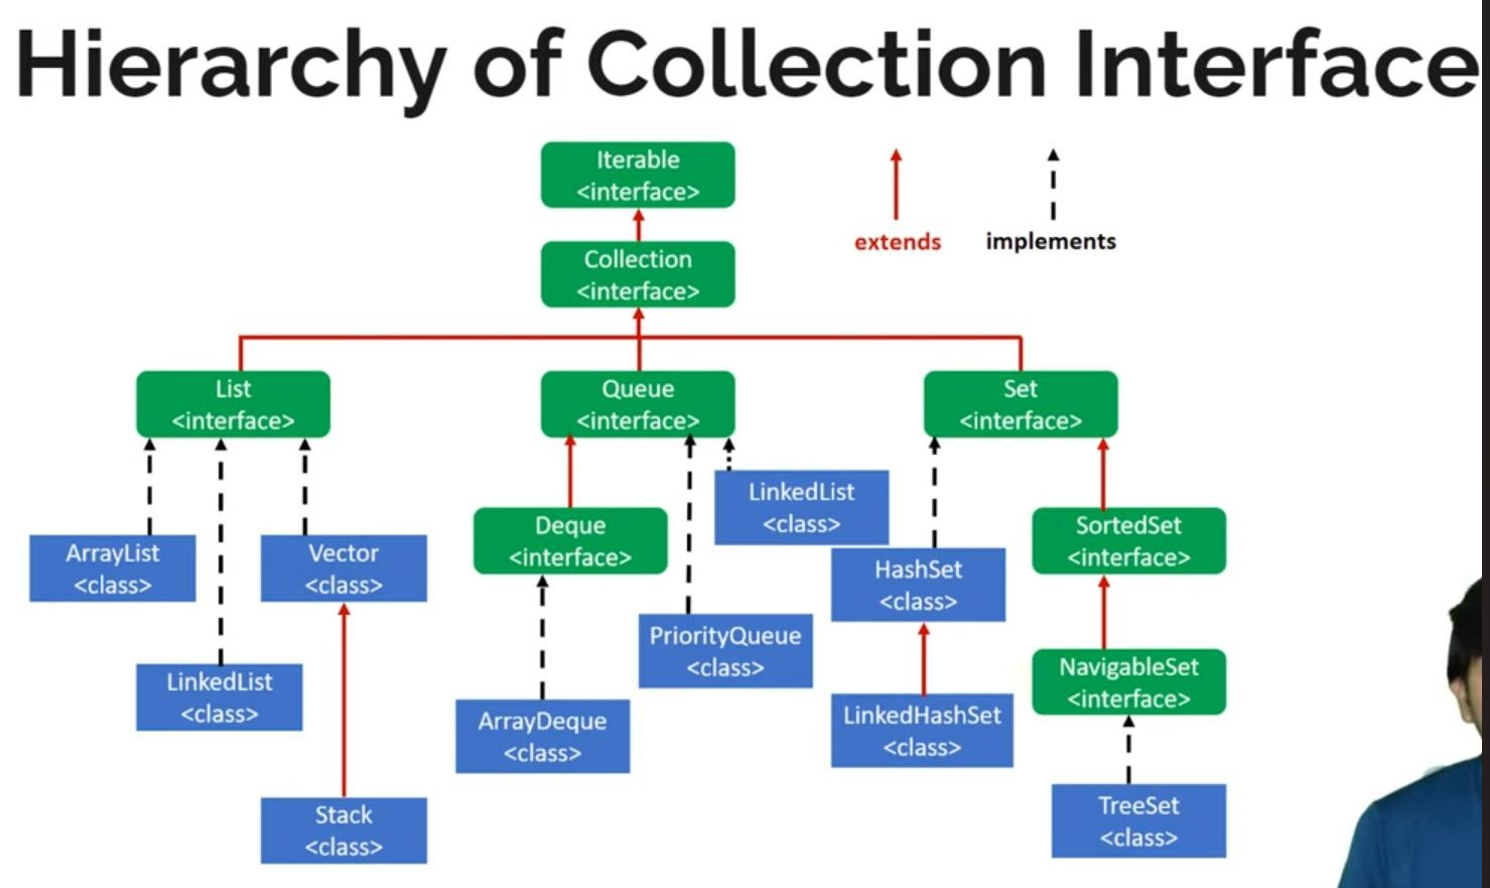 Hierarchy of Collection Interface
Iterable
<interface>
extends
implements
Collection
<interface>
List
<interface>
Queue
<interface>
Set
<interface>
ArrayList
<class>
Vector
<class>
LinkedList
<class>
Stack
<class>
Deque
<interface>
LinkedList
<class>
PriorityQueue
<class>
ArrayDeque
<class>
HashSet
<class>
SortedSet
<interface>
LinkedHashSet
<class>
NavigableSet
<interface>
TreeSet
<class>